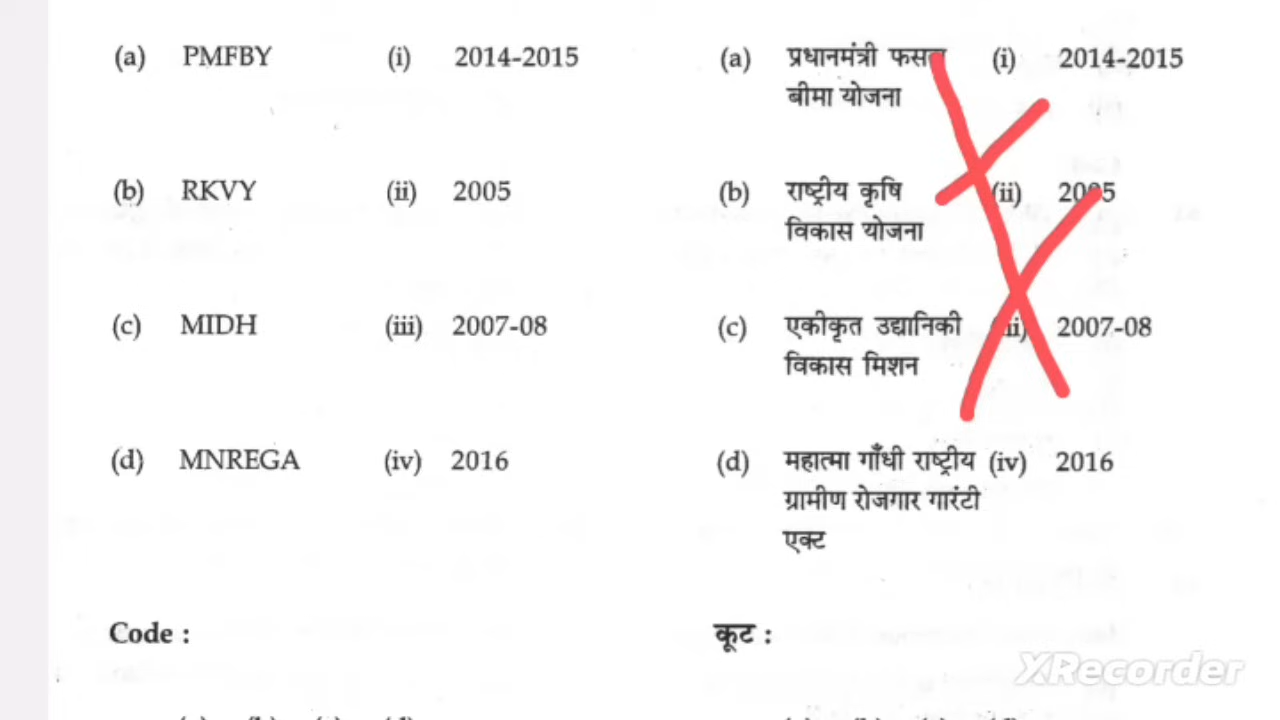 (a) PMFBY (i) 2014-2015
(b) RKVY (ii) 2005
(c) MIDH (iii) 2007-08
(d) MNREGA (iv) 2016
Code :
(a) प्रधानमंत्री फसल (i) 2014-2015
बीमा योजना
(b) राष्ट्रीय कृषि (ii) 2005
विकास योजना
(c) एकीकृत उद्यानिकी (iii) 2007-08
विकास मिशन
(d) महात्मा गाँधी राष्ट्रीय (iv) 2016
ग्रामीण रोजगार गारंटी
एक्ट
कूट :
XRecorder